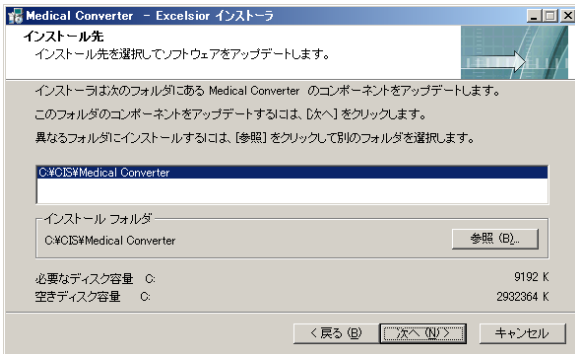 Medical Converter - Excelsior インストーラ
インストール先
インストール先を選択してソフトウェアをアップデートします。
インストーラは次のフォルダにある Medical Converter のコンポーネントをアップデートします。
このフォルダのコンポーネントをアップデートするには、[次へ] をクリックします。
異なるフォルダにインストールするには、[参照] をクリックして別のフォルダを選択します。
C:¥CIS¥Medical Converter
インストール フォルダ
C:¥CIS¥Medical Converter
参照 (B)...
必要なディスク容量 C: 9192 K
空きディスク容量 C: 2932364 K
< 戻る (B) 次へ (N) > キャンセル